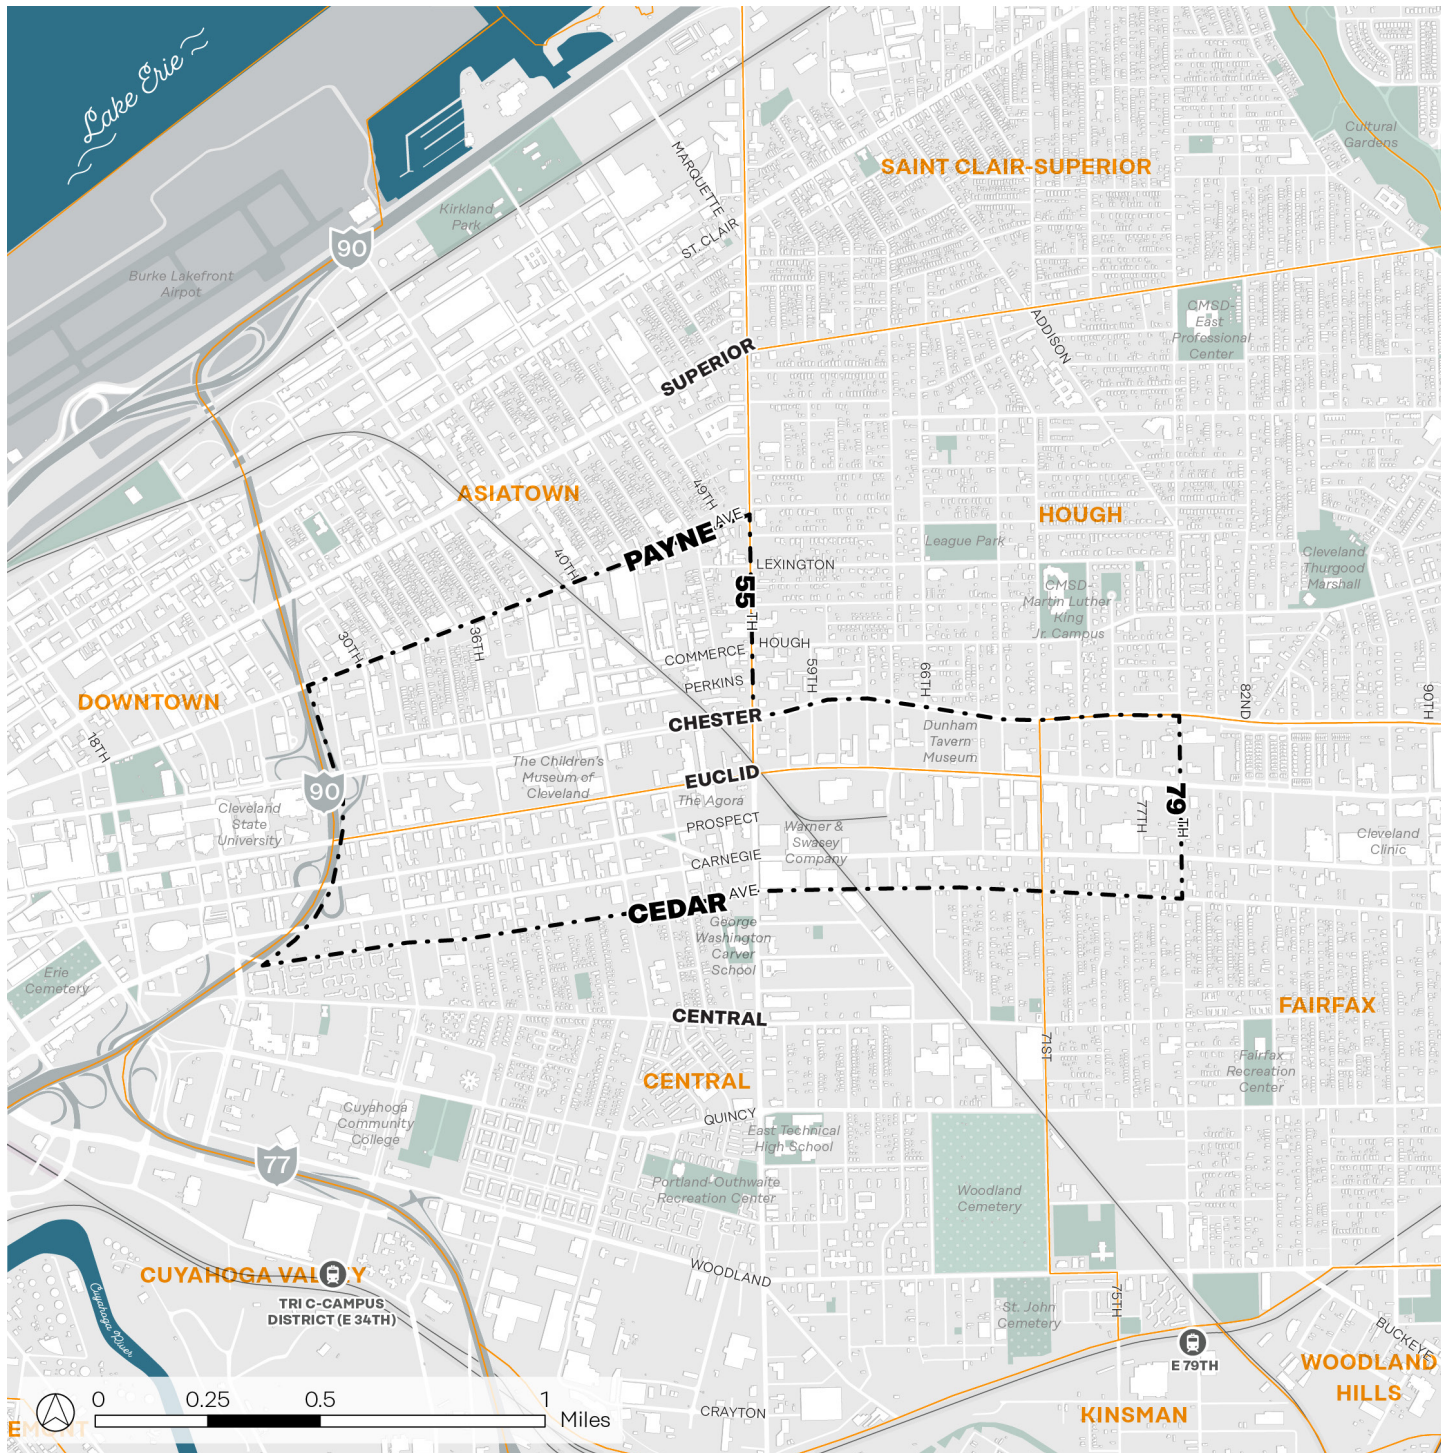 Lake Erie
Cultural
Gardens
MARQUETTE
SAINT CLAIR-SUPERIOR
Kirkland
Park
ST. CLAIR
90
Burke Lakefront
Airpot
CMSD-
East
Professional
Center
ADDISON
SUPERIOR
ASIATOWN
49TH
HOUGH
PAYNE AVE
League Park
Cleveland
Thurgood
Marshall
40TH
LEXINGTON
55TH
CMSD-
Martin Luther
King
Jr. Campus
30TH
36TH
COMMERCE
HOUGH
PERKINS
59TH
66TH
82ND
90TH
DOWNTOWN
18TH
CHESTER
Dunham
Tavern
Museum
The Children's
Museum of
Cleveland
EUCLID
90
The Agora
77TH
79TH
Cleveland
State
University
PROSPECT
Warner &
Swasey
Company
Cleveland
Clinic
CARNEGIE
CEDAR AVE
George
Washington
Carver
School
Erie
Cemetery
CENTRAL
FAIRFAX
71ST
Fairfax
Recreation
Center
CENTRAL
Cuyahoga
Community
College
QUINCY
East Technical
High School
77
Portland-Outhwaite
Recreation Center
Woodland
Cemetery
CUYAHOGA VALLEY
WOODLAND
TRI C-CAMPUS
DISTRICT (E 34TH)
Cuyahoga River
St. John
Cemetery
75TH
BUCKEYE
E 79TH
WOODLAND
HILLS
0 0.25 0.5 1
Miles
CRAYTON
KINSMAN